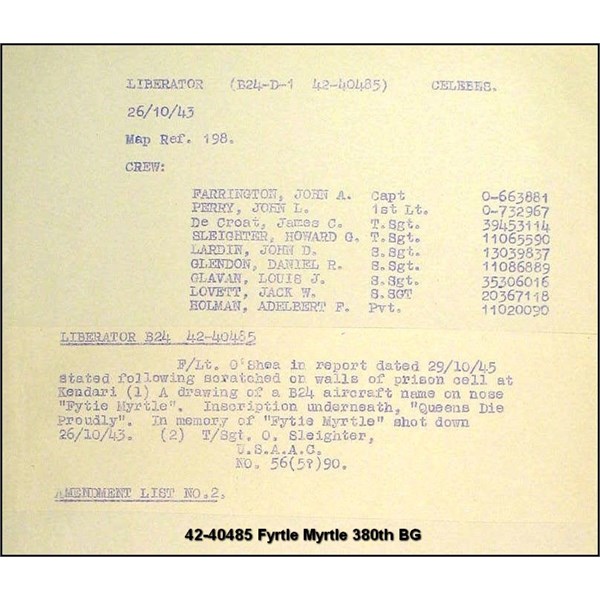 LIBERATOR (B24-D-1 42-40485) CELEBES.
26/10/43
Map Ref. 198.
CREW:
FARRINGTON, JOHN A. Capt 0-663881
PERRY, JOHN L. 1st Lt. 0-732967
De Croat, James C. T.Sgt. 39453114
SLEIGHTER, HOWARD G. T.Sgt. 11065590
LARDIN, JOHN D. S.Sgt. 13039837
GLENDON, DANIEL R. S.Sgt. 11086889
GLAVAN, LOUIS J. S.Sgt. 35306016
LOVETT, JACK W. S.SGT 20367118
HOLMAN, ADELBERT F. Pvt. 11020090
LIBERATOR B24 42-40485
F/Lt. O'Shea in report dated 29/10/45
stated following scratched on walls of prison cell at
Kendari (1) A drawing of a B24 aircraft name on nose
"Fytie Myrtle". Inscription underneath, "Queens Die
Proudly". In memory of "Fytie Myrtle" shot down
26/10/43. (2) T/Sgt. O. Sleighter,
U.S.A.A.C.
No. 56(5?)90.
AMENDMENT LIST NO.2.
42-40485 Fyrtle Myrtle 380th BG